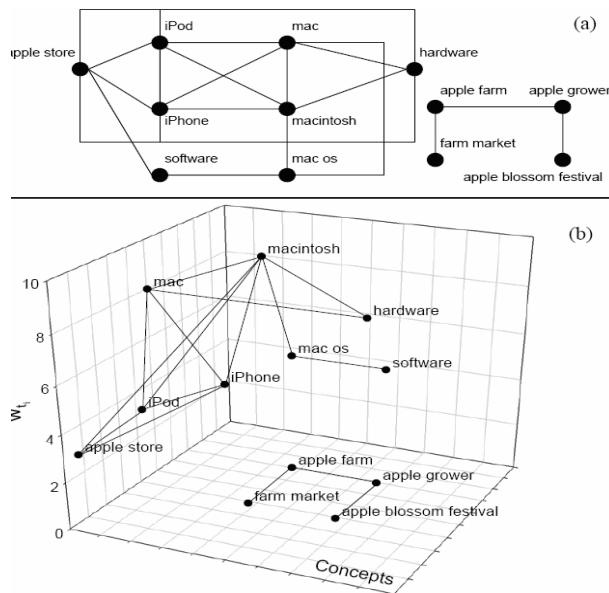 iPod
mac
(a)
apple store
hardware
apple farm
apple grower
iPhone
macintosh
farm market
software
mac os
apple blossom festival
(b)
macintosh
10
mac
hardware
8
mac os
software
6
iPhone
w_{t_i}
iPod
4
apple store
apple farm
2
apple grower
farm market
apple blossom festival
0
Concepts